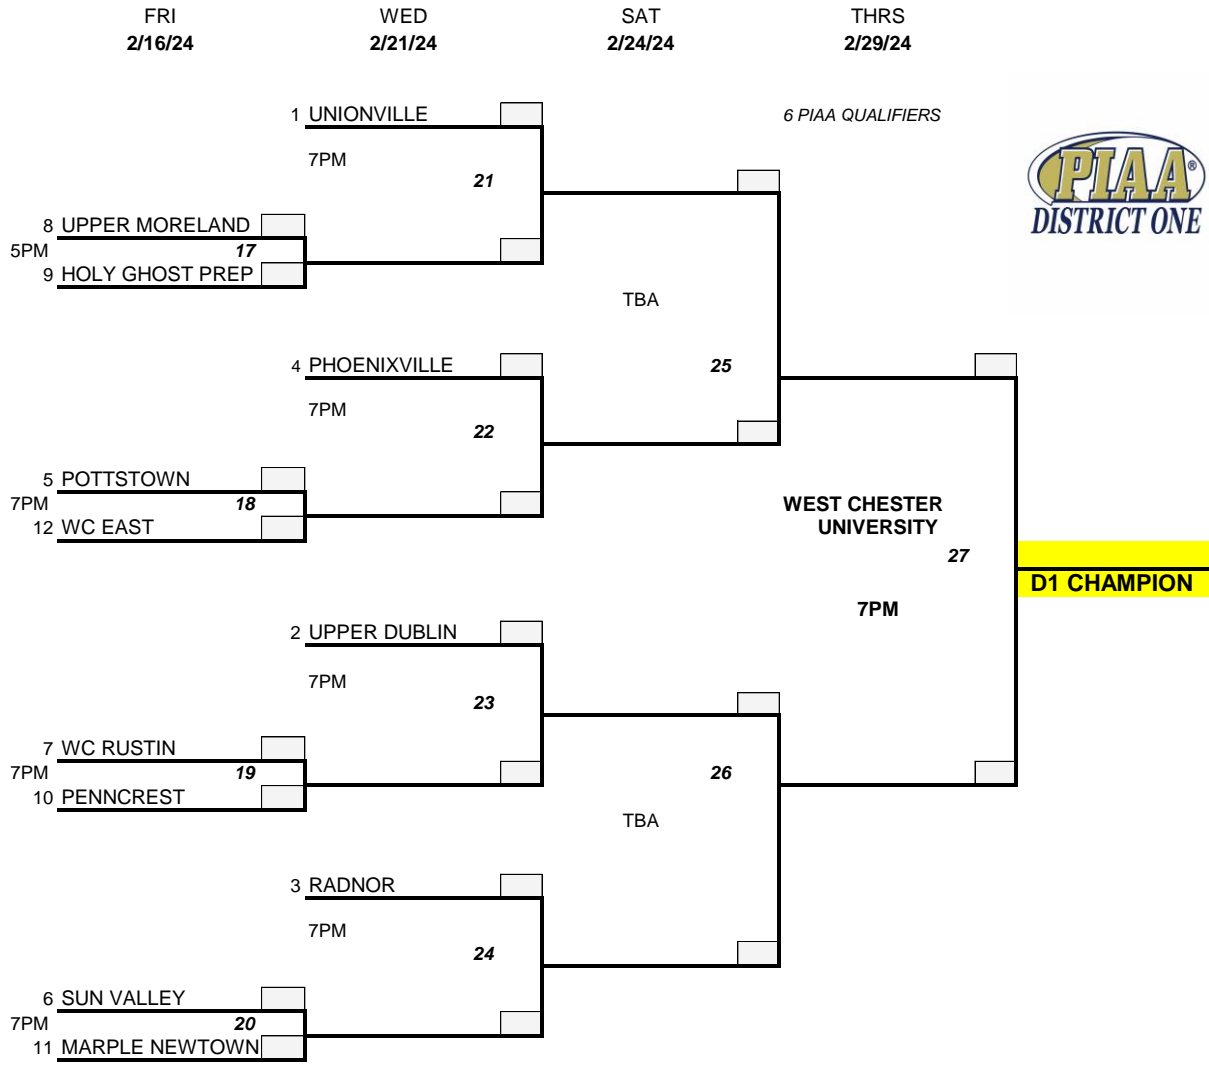 FRI WED SAT THRS
2/16/24 2/21/24 2/24/24 2/29/24
1 UNIONVILLE
6 PIAA QUALIFIERS
7PM
21
PIAA®
DISTRICT ONE
8 UPPER MORELAND
5PM 17
9 HOLY GHOST PREP
TBA
4 PHOENIXVILLE
25
7PM
22
5 POTTSTOWN
7PM 18
12 WC EAST
WEST CHESTER
UNIVERSITY
27
D1 CHAMPION
7PM
2 UPPER DUBLIN
7PM
23
7 WC RUSTIN
7PM 19
10 PENNCREST
26
TBA
3 RADNOR
7PM
24
6 SUN VALLEY
7PM 20
11 MARPLE NEWTOWN